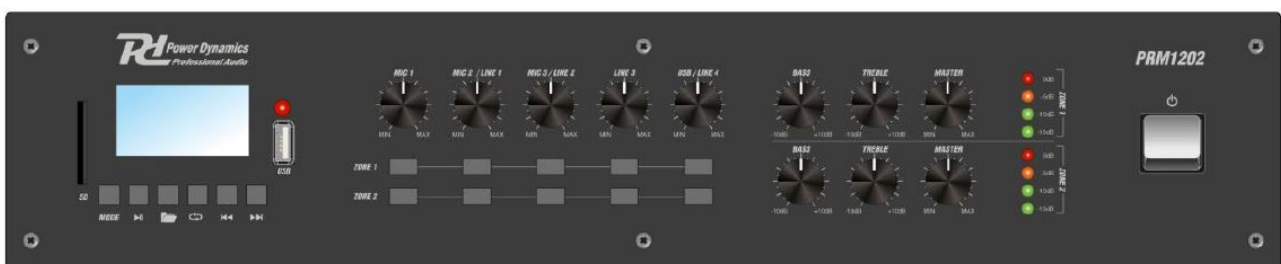 PD Power Dynamics
Professional Audio
SD
MODE
USB
MIC 1 MIC 2 / LINE 1 MIC 3 / LINE 2 LINE 3 USB / LINE 4
MIN MAX MIN MAX MIN MAX MIN MAX MIN MAX
ZONE 1
ZONE 2
BASS TREBLE MASTER
-10dB +10dB -10dB +10dB MIN MAX
0dB
-5dB
-10dB
-15dB
ZONE 1
BASS TREBLE MASTER
-10dB +10dB -10dB +10dB MIN MAX
0dB
-5dB
-10dB
-15dB
ZONE 2
PRM1202